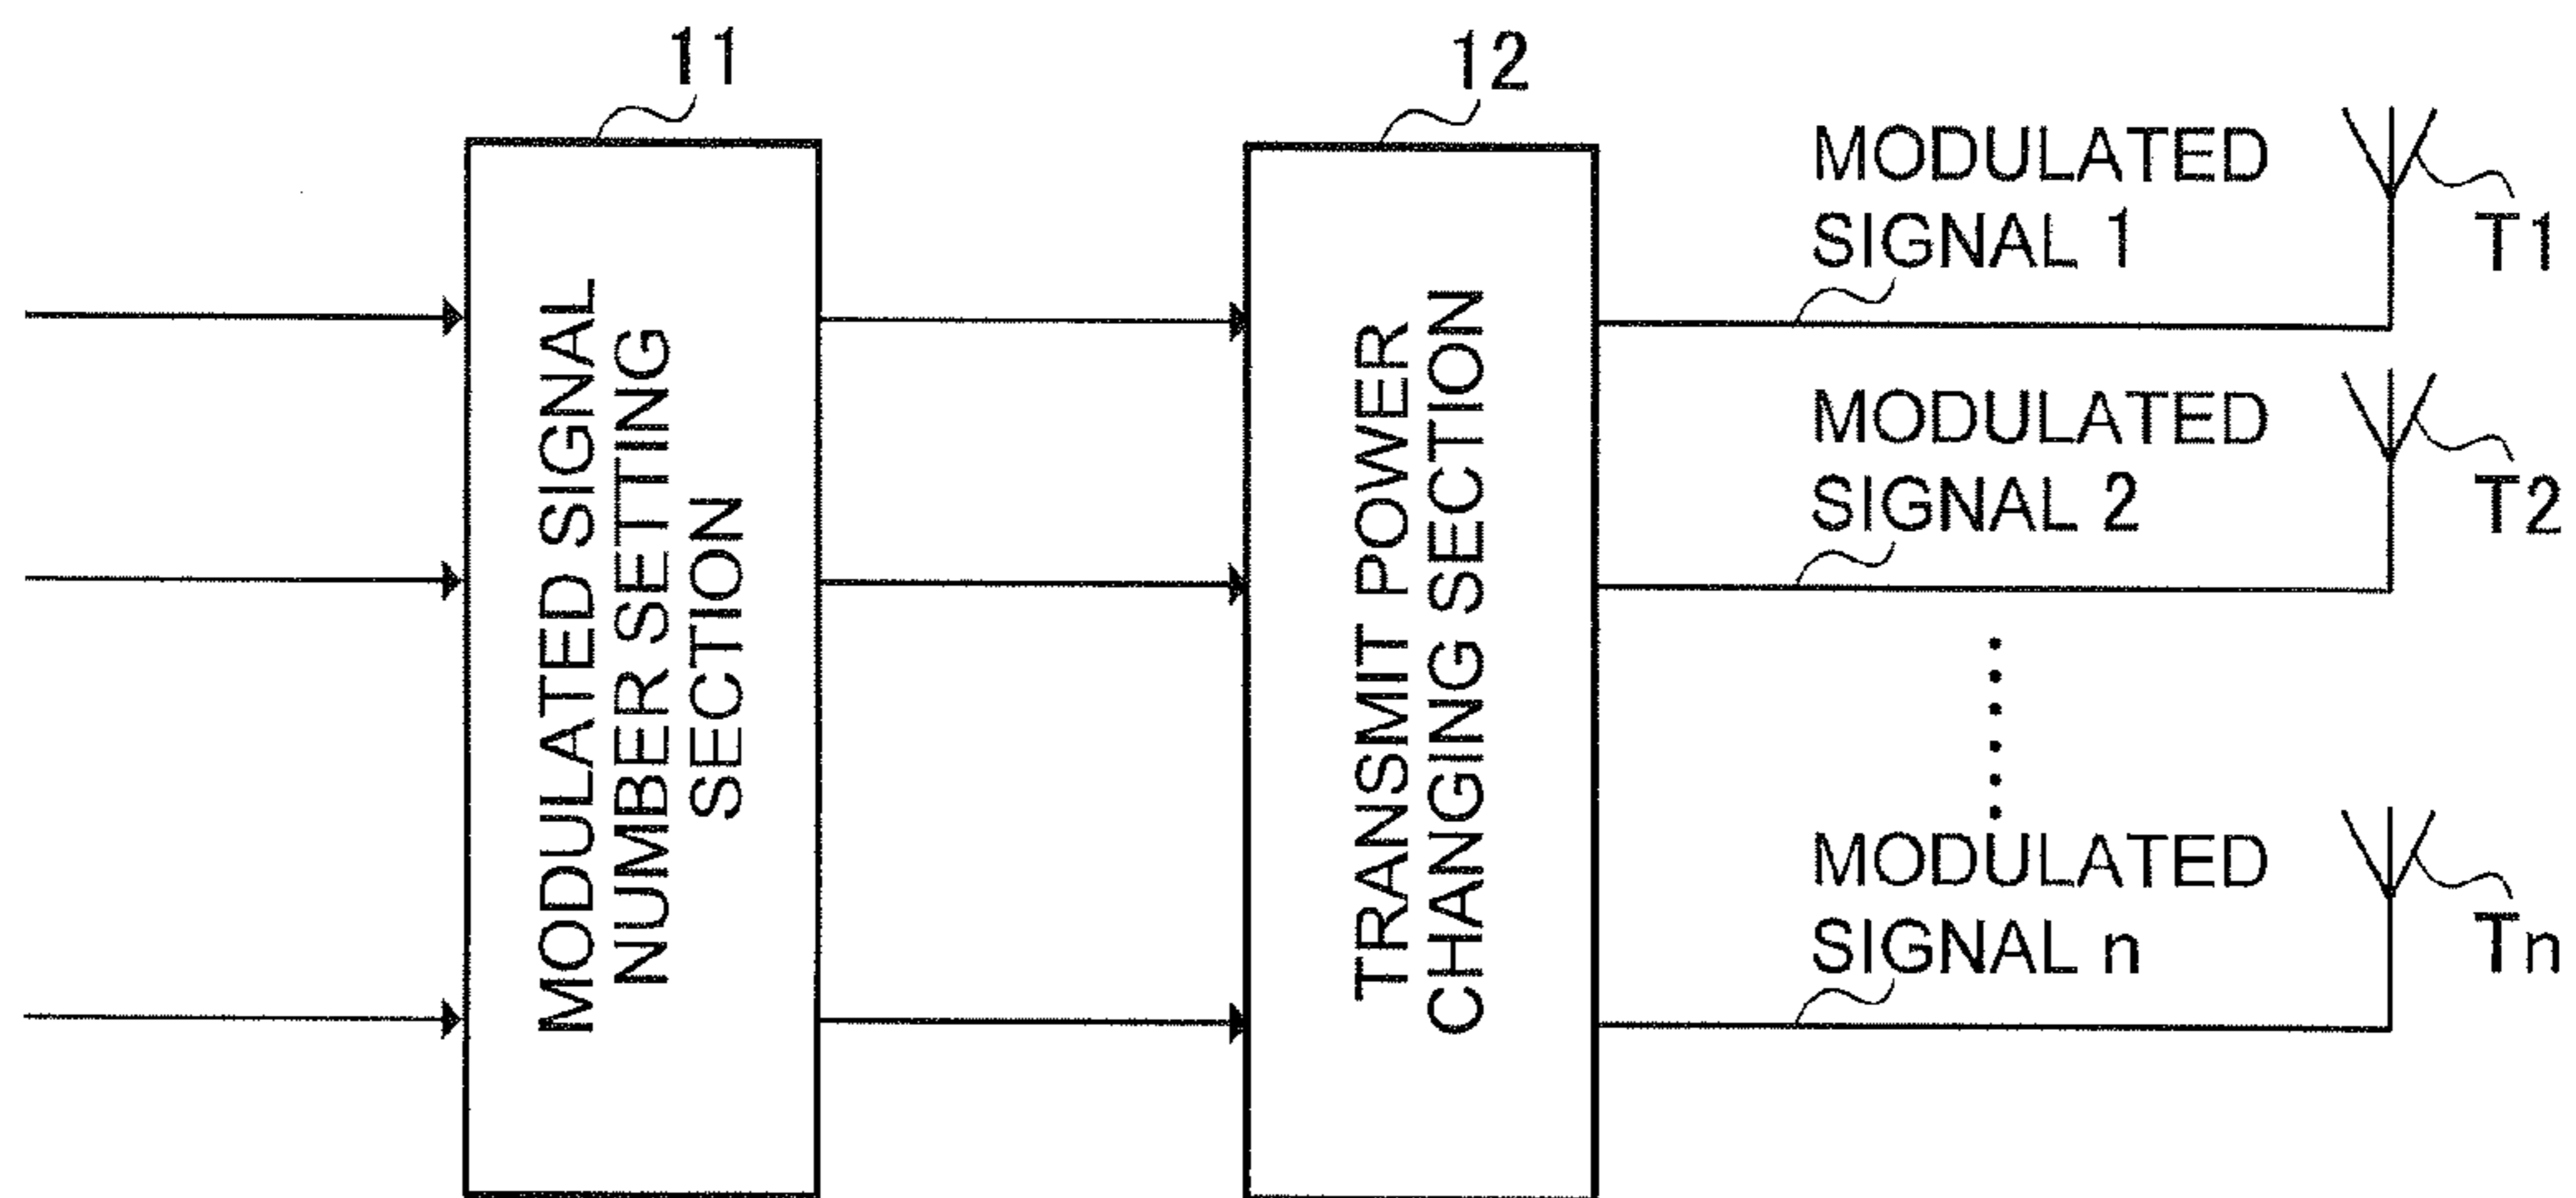 11
12
MODULATED SIGNAL
NUMBER SETTING
SECTION
TRANSMIT POWER
CHANGING SECTION
MODULATED
SIGNAL 1
T1
MODULATED
SIGNAL 2
T2
MODULATED
SIGNAL n
Tn